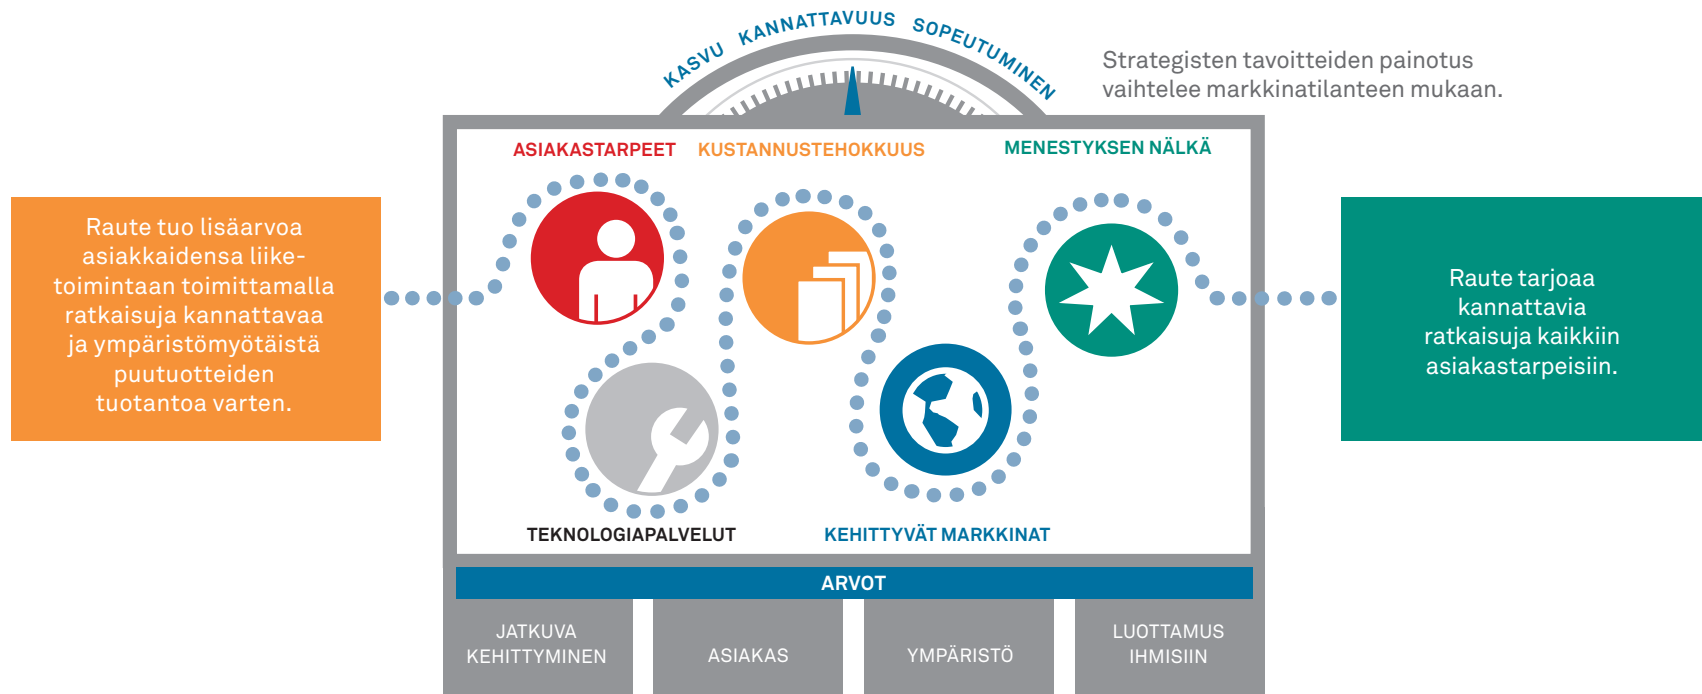 KASVU KANNATTAVUUS SOPEUTUMINEN
Strategisten tavoitteiden painotus
vaihtelee markkinatilanteen mukaan.
ASIAKASTARPEET
KUSTANNUSTEHOKKUUS
MENESTYKSEN NÄLKÄ
Raute tuo lisäarvoa
asiakkaidensa liike-
toimintaan toimittamalla
ratkaisuja kannattavaa
ja ympäristömyötäistä
puutuotteiden
tuotantoa varten.
Raute tarjoaa
kannattavia
ratkaisuja kaikkiin
asiakastarpeisiin.
TEKNOLOGIAPALVELUT
KEHITTYVÄT MARKKINAT
ARVOT
JATKUVA
KEHITTYMINEN
ASIAKAS
YMPÄRISTÖ
LUOTTAMUS
IHMISIIN